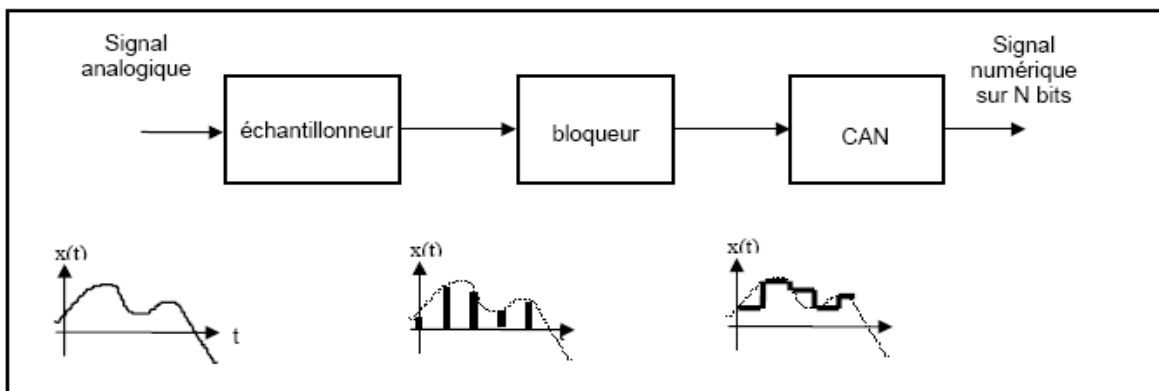 Signal
analogique
échantillonneur
bloqueur
CAN
Signal
numérique
sur N bits
x(t)
t
x(t)
t
x(t)